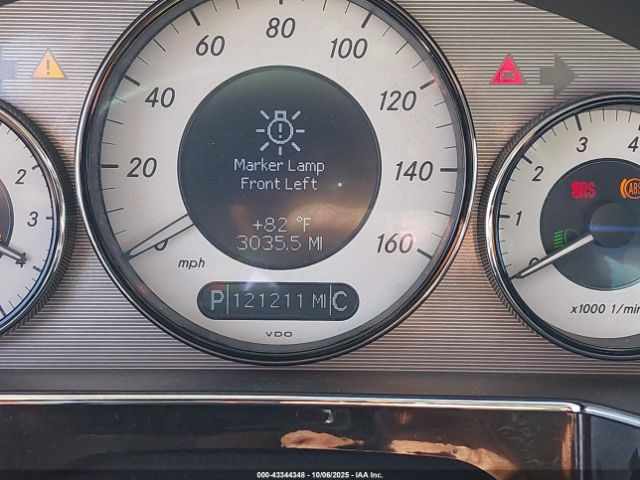 20 40 60 80 100 120 140 160
Marker Lamp
Front Left
+82 °F
3035.5 MI
mph
P 121211 MI C
VDO
2
3
0 1 2 3 4
SRS
ABS
x1000 1/min
000-43344348 - 10/06/2025 - IAA Inc.